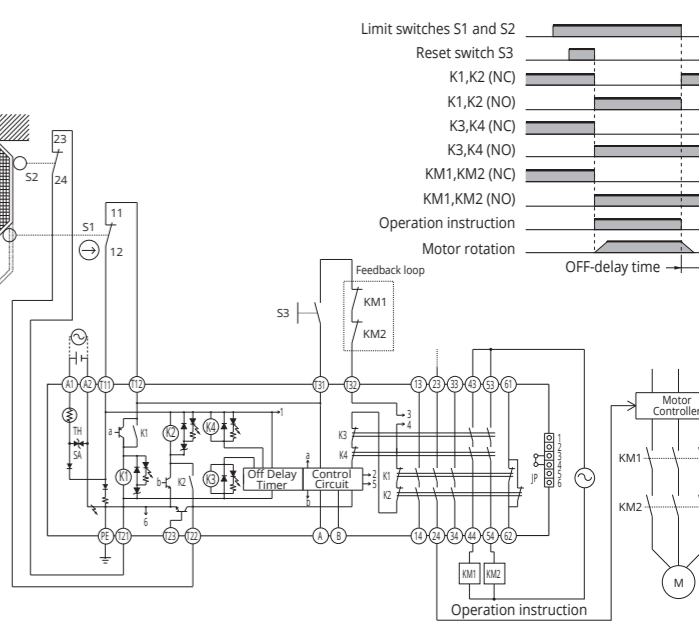 Limit switches S1 and S2
Reset switch S3
K1,K2 (NC)
K1,K2 (NO)
K3,K4 (NC)
K3,K4 (NO)
KM1,KM2 (NC)
KM1,KM2 (NO)
Operation instruction
Motor rotation
OFF-delay time
23
S2
24
11
S1
12
Feedback loop
S3
KM1
KM2
A1 A2 T11 T12 T31 T32 13 23 33 43 53 61
Motor
Controller
TH
SA
a K1
K2
K4
1
3
4
K3
K4
K1
b K2
K3
Off Delay
Timer
a
Control
Circuit
b
2
5
K1
K2
6
JP
1
2
3
4
5
6
KM1
KM2
PE T21 T23 T22 A B 14 24 34 44 54 62
KM1 KM2
M
Operation instruction